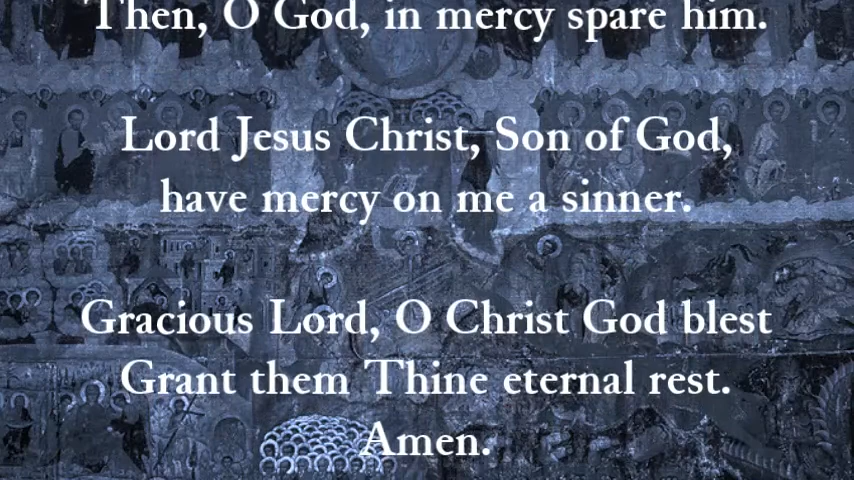 Then, O God, in mercy spare him.
Lord Jesus Christ, Son of God,
have mercy on me a sinner.
Gracious Lord, O Christ God blest
Grant them Thine eternal rest.
Amen.